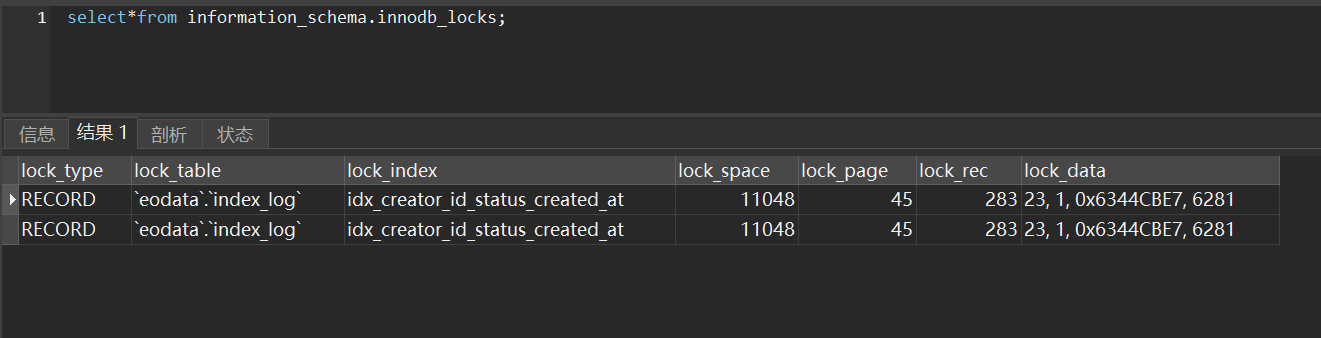 1 select*from information_schema.innodb_locks;
信息 结果 1 剖析 状态
lock_type lock_table lock_index lock_space lock_page lock_rec lock_data
RECORD `eodata`.`index_log` idx_creator_id_status_created_at 11048 45 283 23, 1, 0x6344CBE7, 6281
RECORD `eodata`.`index_log` idx_creator_id_status_created_at 11048 45 283 23, 1, 0x6344CBE7, 6281